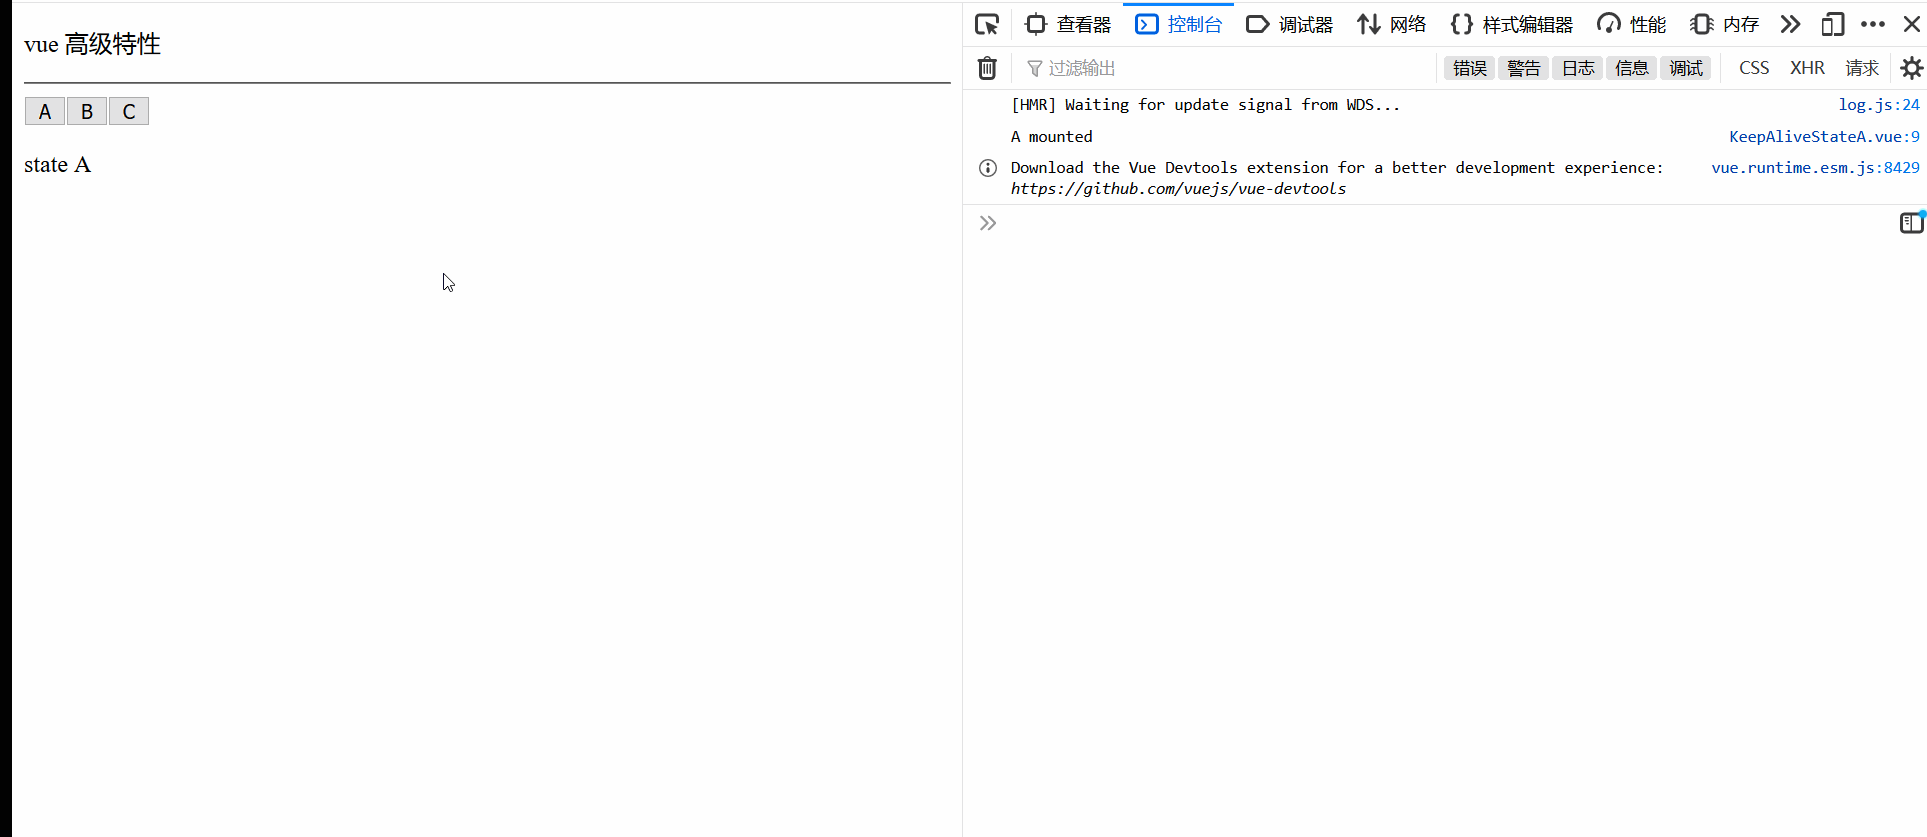 vue 高级特性
A B C
state A
查看器 控制台 调试器 网络 样式编辑器 性能 内存
过滤输出 错误 警告 日志 信息 调试 CSS XHR 请求
[HMR] Waiting for update signal from WDS... log.js:24
A mounted KeepAliveStateA.vue:9
Download the Vue Devtools extension for a better development experience: vue.runtime.esm.js:8429
https://github.com/vuejs/vue-devtools